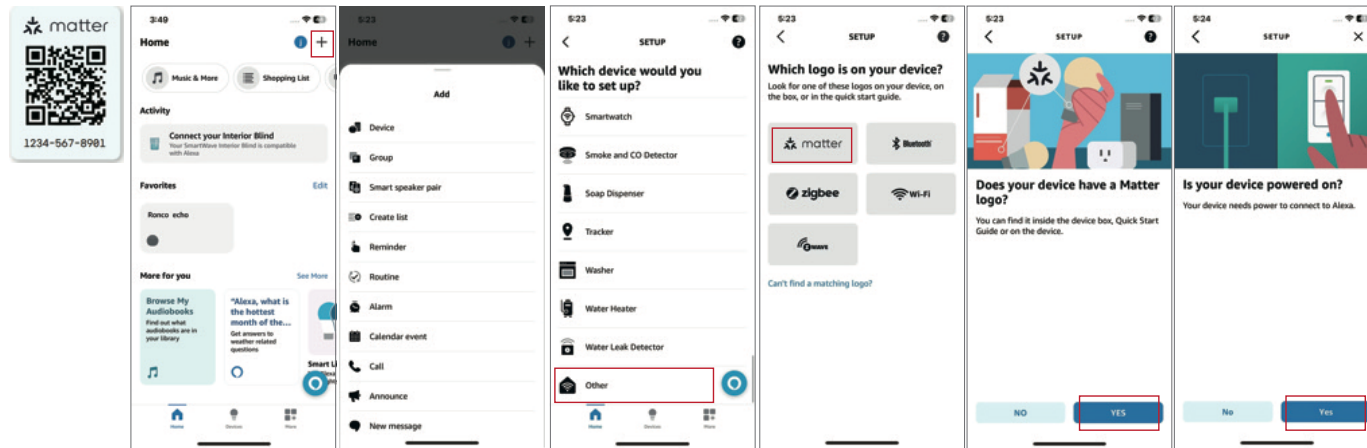 matter
1234-567-8901
3:49
Home
Music & More
Shopping List
Activity
Connect your Interior Blind
Your SmartWave Interior Blind is compatible
with Alexa
Favorites
Edit
Ronco echo
More for you
See More
Browse My
Audiobooks
Find out what
audiobooks are in
your library
"Alexa, what is
the hottest
month of the...
Get answers to
weather related
questions
Smart Li
Home
Devices
More
5:23
Home
Add
Device
Group
Smart speaker pair
Create list
Reminder
Routine
Alarm
Calendar event
Call
Announce
New message
5:23
SETUP
Which device would you
like to set up?
Smartwatch
Smoke and CO Detector
Soap Dispenser
Tracker
Washer
Water Heater
Water Leak Detector
Other
Home
Devices
More
5:23
SETUP
Which logo is on your device?
Look for one of these logos on your device, on
the box, or in the quick start guide.
matter
Bluetooth
zigbee
Wi-Fi
WAVE
Can't find a matching logo?
5:23
SETUP
Does your device have a Matter
logo?
You can find it inside the device box, Quick Start
Guide or on the device.
NO
YES
5:24
SETUP
Is your device powered on?
Your device needs power to connect to Alexa.
No
Yes